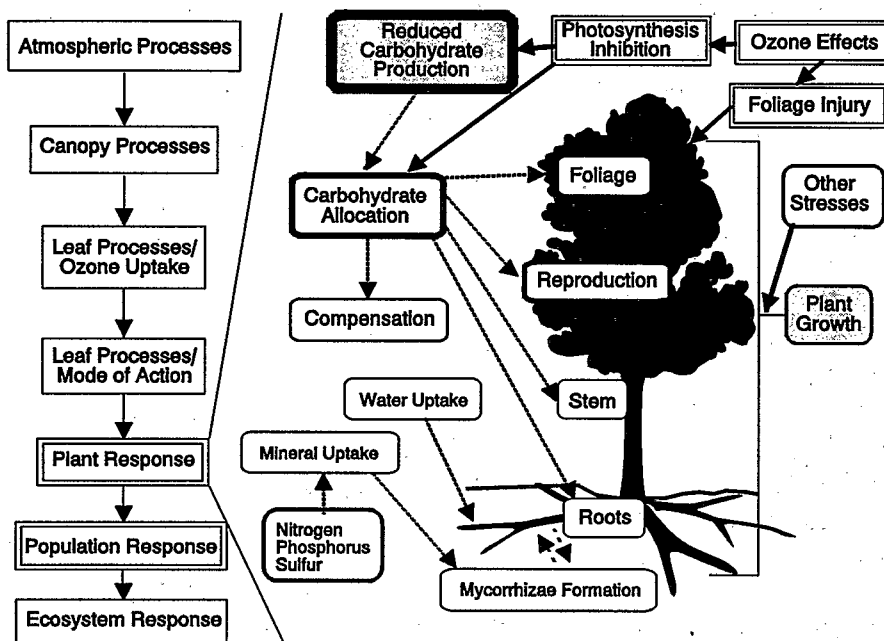 Atmospheric Processes
Canopy Processes
Leaf Processes/
Ozone Uptake
Leaf Processes/
Mode of Action
Plant Response
Population Response
Ecosystem Response
Reduced
Carbohydrate
Production
Photosynthesis
Inhibition
Ozone Effects
Foliage Injury
Carbohydrate
Allocation
Foliage
Other
Stresses
Reproduction
Compensation
Plant
Growth
Water Uptake
Stem
Mineral Uptake
Nitrogen
Phosphorus
Sulfur
Roots
Mycorrhizae Formation